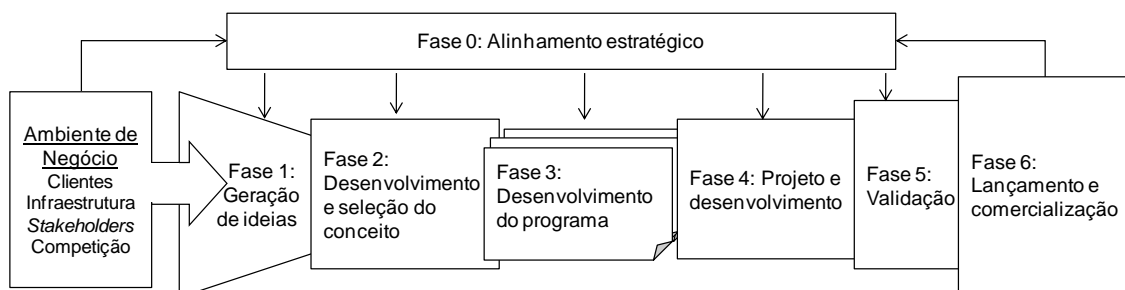 Fase 0: Alinhamento estratégico
Ambiente de
Negócio
Clientes
Infraestrutura
Stakeholders
Competição
Fase 1:
Geração
de ideias
Fase 2:
Desenvolvimento
e seleção do
conceito
Fase 3:
Desenvolvimento
do programa
Fase 4: Projeto e
desenvolvimento
Fase 5:
Validação
Fase 6:
Lançamento e
comercialização